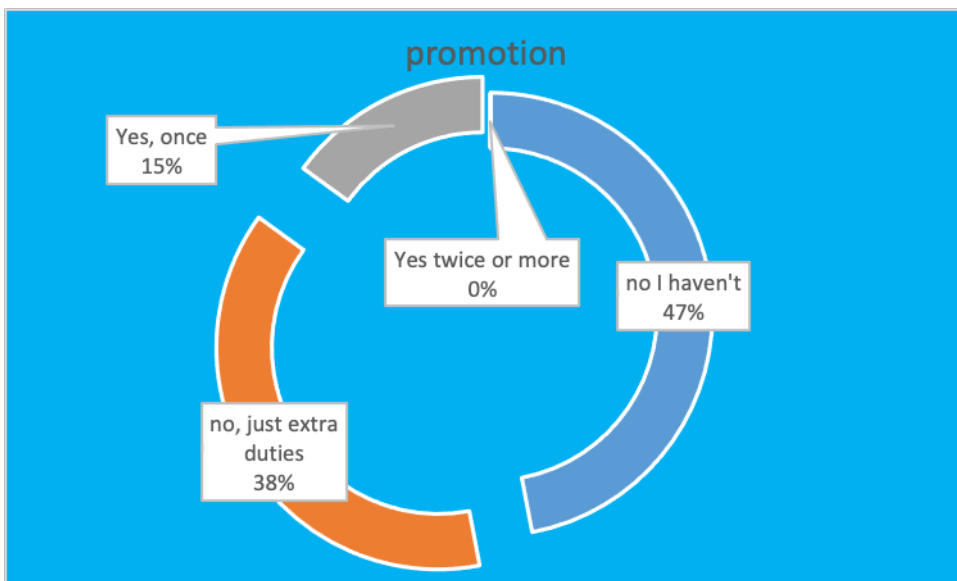 promotion
Yes, once
15%
Yes twice or more
0%
no I haven't
47%
no, just extra
duties
38%